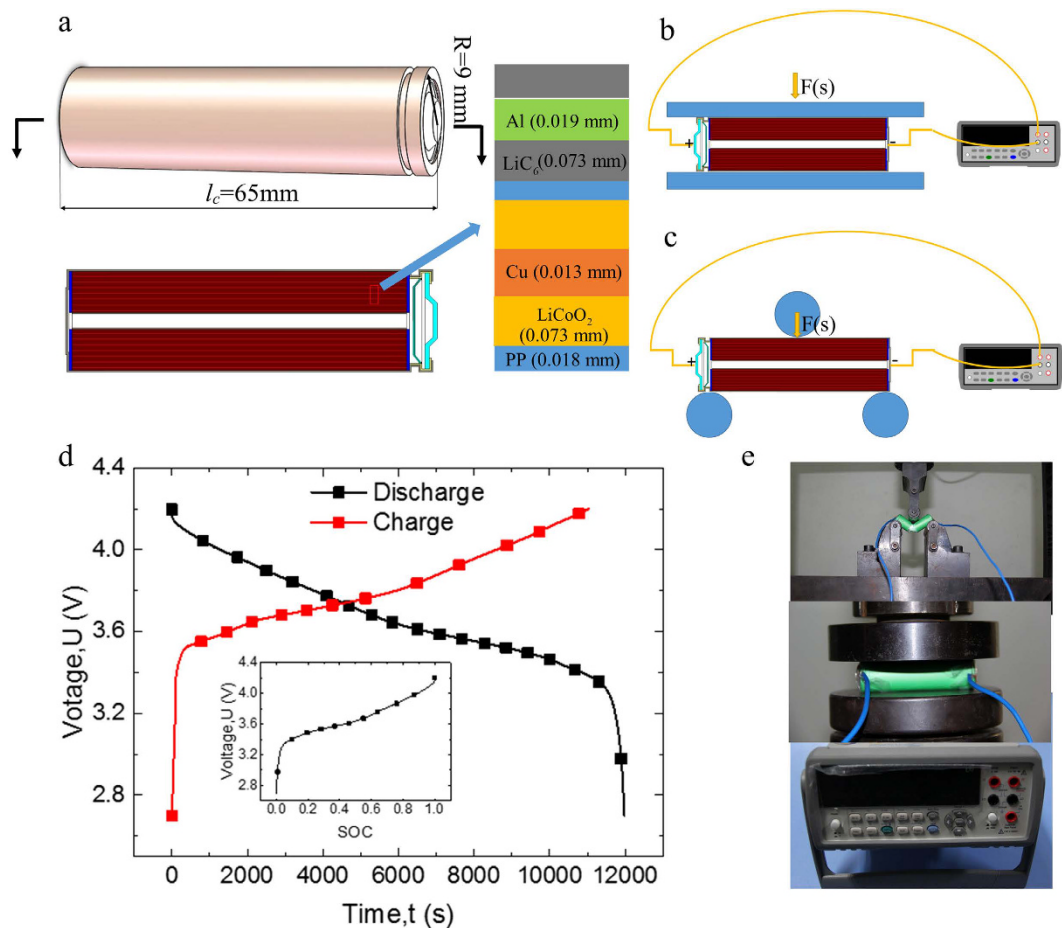 a
R=9 mm
l_c=65mm
Al (0.019 mm)
LiC₆(0.073 mm)
Cu (0.013 mm)
LiCoO₂
(0.073 mm)
PP (0.018 mm)
b
F(s)
+
-
c
F(s)
+
-
d
Votage,U (V)
4.4
4.0
3.6
3.2
2.8
Discharge
Charge
Voltage,U (V)
4.4
4.0
3.6
3.2
2.8
0.0 0.2 0.4 0.6 0.8 1.0
SOC
0 2000 4000 6000 8000 10000 12000
Time,t (s)
e